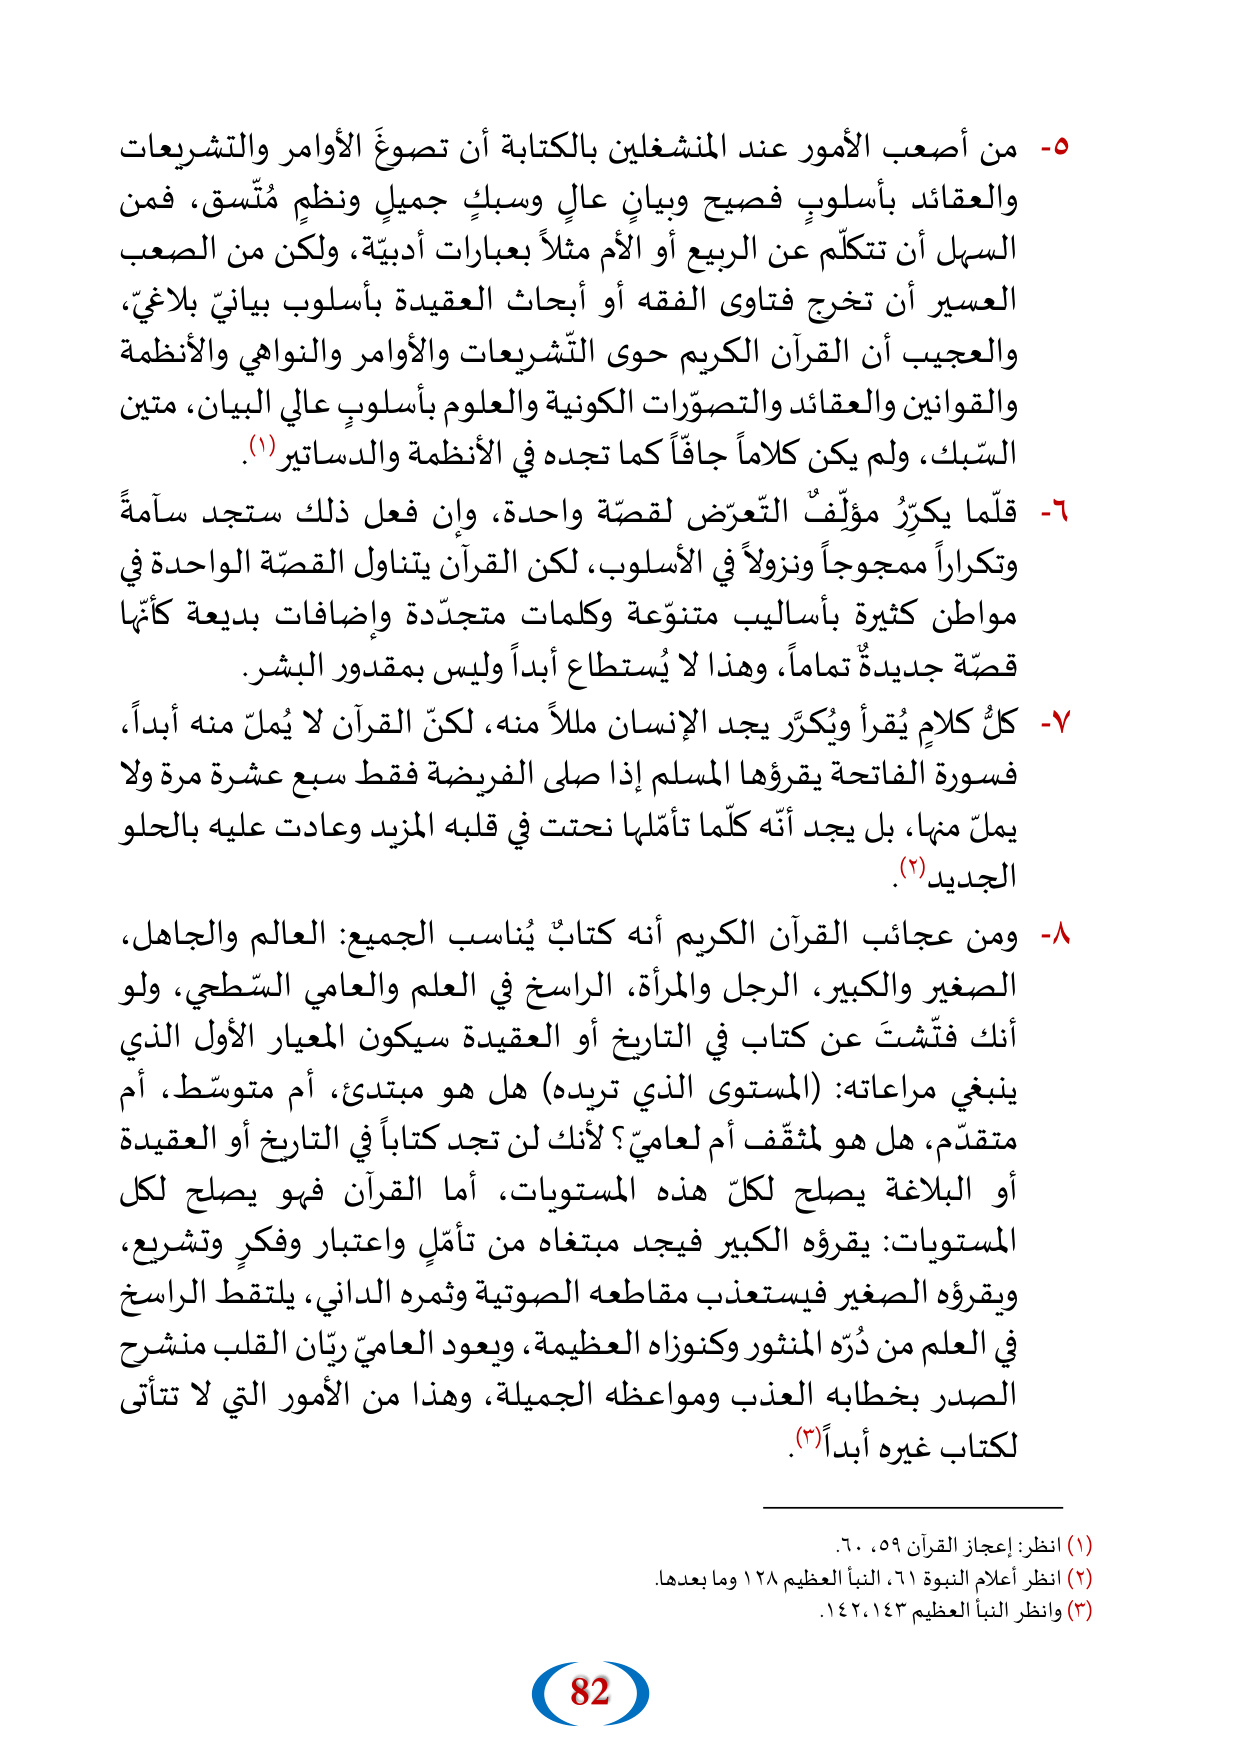 ٥- من أصعب الأمور عند المنشغلين بالكتابة أن تصوغَ الأوامر والتشريعات
والعقائد بأسلوبٍ فصيح وبيانٍ عالٍ وسبكٍ جميلٍ ونظمٍ مُتّسق، فمن
السهل أن تتكلّم عن الربيع أو الأم مثلاً بعبارات أدبيّة، ولكن من الصعب
العسير أن تخرج فتاوى الفقه أو أبحاث العقيدة بأسلوب بيانيّ بلاغيّ،
والعجيب أن القرآن الكريم حوى التّشريعات والأوامر والنواهي والأنظمة
والقوانين والعقائد والتصوّرات الكونية والعلوم بأسلوبٍ عالي البيان، متين
السّبك، ولم يكن كلاماً جافّاً كما تجده في الأنظمة والدساتير(١).
٦- قلّما يكرِّرُ مؤلِّفٌ التّعرّض لقصّة واحدة، وإن فعل ذلك ستجد سآمةً
وتكراراً ممجوجاً ونزولاً في الأسلوب، لكن القرآن يتناول القصّة الواحدة في
مواطن كثيرة بأساليب متنوّعة وكلمات متجدّدة وإضافات بديعة كأنّها
قصّة جديدةٌ تماماً، وهذا لا يُستطاع أبداً وليس بمقدور البشر.
٧- كلُّ كلامٍ يُقرأ ويُكرَّر يجد الإنسان مللاً منه، لكنّ القرآن لا يُملّ منه أبداً،
فسورة الفاتحة يقرؤها المسلم إذا صلى الفريضة فقط سبع عشرة مرة ولا
يملّ منها، بل يجد أنّه كلّما تأمّلها نحتت في قلبه المزيد وعادت عليه بالحلو
الجديد(٢).
٨- ومن عجائب القرآن الكريم أنه كتابٌ يُناسب الجميع: العالم والجاهل،
الصغير والكبير، الرجل والمرأة، الراسخ في العلم والعامي السّطحي، ولو
أنك فتّشتَ عن كتاب في التاريخ أو العقيدة سيكون المعيار الأول الذي
ينبغي مراعاته: (المستوى الذي تريده) هل هو مبتدئ، أم متوسّط، أم
متقدّم، هل هو لمثقّف أم لعاميّ؟ لأنك لن تجد كتاباً في التاريخ أو العقيدة
أو البلاغة يصلح لكلّ هذه المستويات، أما القرآن فهو يصلح لكل
المستويات: يقرؤه الكبير فيجد مبتغاه من تأمّلٍ واعتبار وفكرٍ وتشريع،
ويقرؤه الصغير فيستعذب مقاطعه الصوتية وثمره الداني، يلتقط الراسخ
في العلم من دُرّه المنثور وكنوزاه العظيمة، ويعود العاميّ ريّان القلب منشرح
الصدر بخطابه العذب ومواعظه الجميلة، وهذا من الأمور التي لا تتأتى
لكتاب غيره أبداً(٣).
(١) انظر: إعجاز القرآن ٥٩، ٦٠.
(٢) انظر أعلام النبوة ٦١، النبأ العظيم ١٢٨ وما بعدها.
(٣) وانظر النبأ العظيم ١٤٢،١٤٣.
82